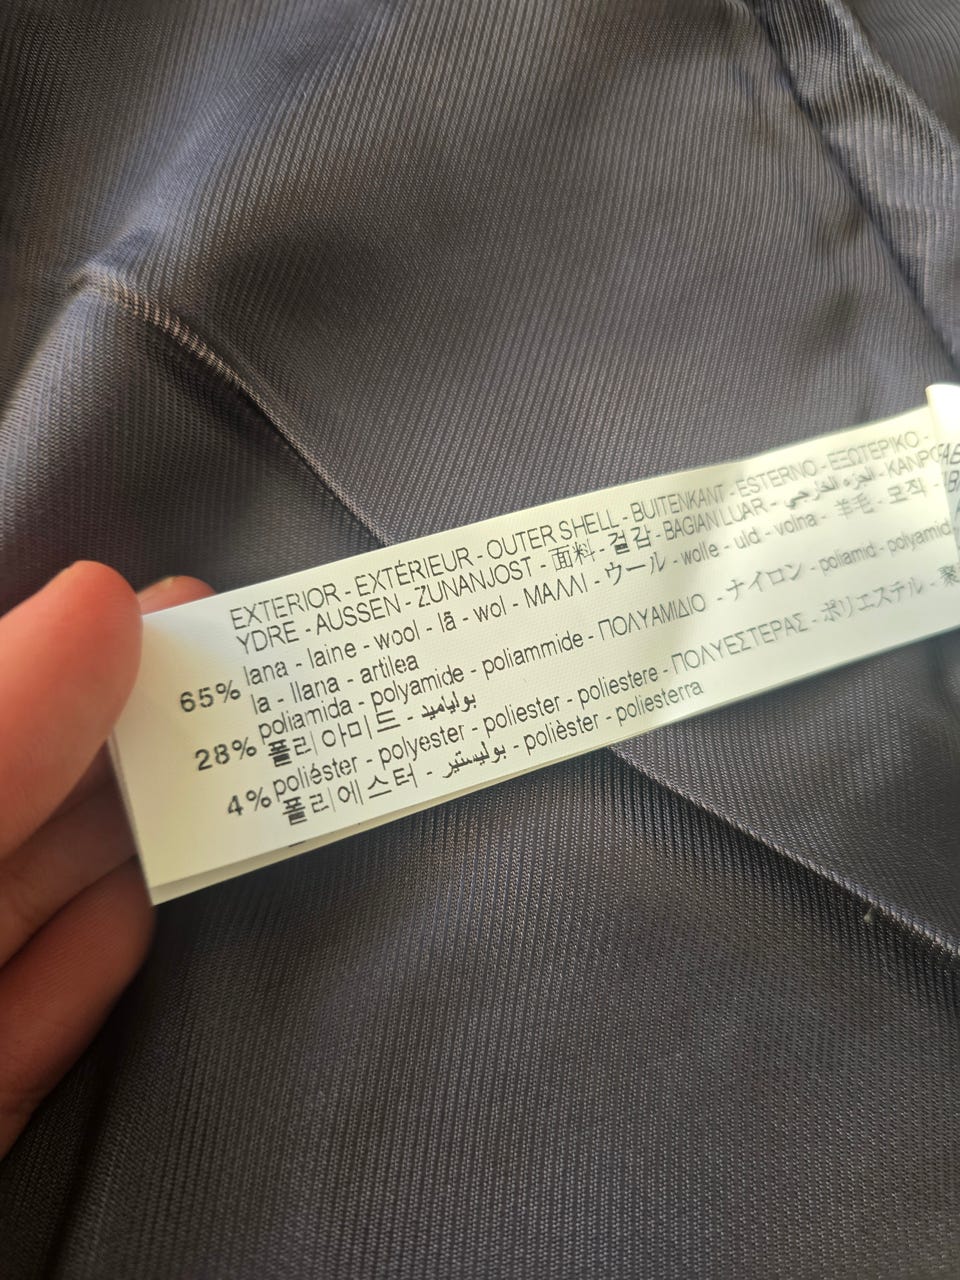 EXTERIOR - EXTÉRIEUR - OUTER SHELL - BUITENKANT - ESTERNO - ΕΞΩΤΕΡΙΚΟ -
YDRE - AUSSEN - ZUNANJOST - 面料 - 겉감 - BAGIAN LUAR - الجزء الخارجي - KANPO
65% lana - laine - wool - lã - wol - ΜΑΛΛΙ - ウール - wolle - uld - volna - 羊毛 - 모직 -
la - llana - artilea
28% poliamida - polyamide - poliammide - ΠΟΛΥΑΜΙΔΙΟ - ナイロン - poliamid - polyamid
폴리아미드 - بولياميد
4% poliéster - polyester - poliester - poliestere - ΠΟΛΥΕΣΤΕΡΑΣ - ポリエステル - 聚
폴리에스터 - بوليستير - polièster - poliesterra